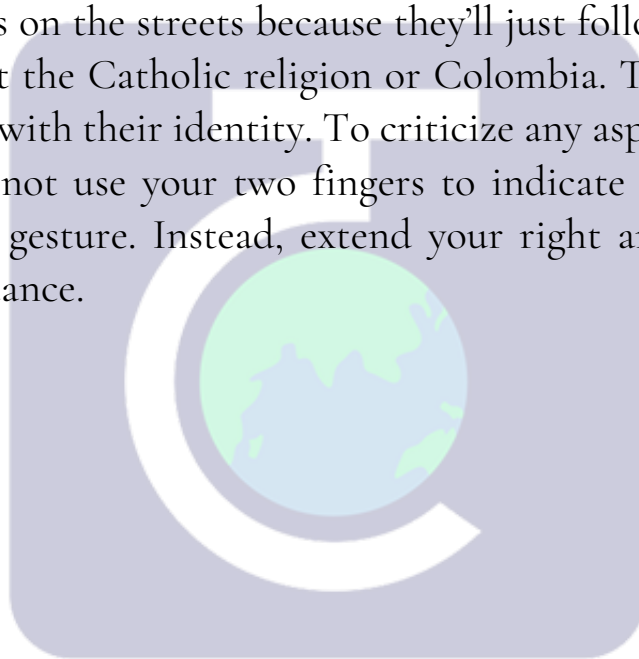 s on the streets because they’ll just follo
t the Catholic religion or Colombia. T
with their identity. To criticize any asp
not use your two fingers to indicate
gesture. Instead, extend your right a
ance.